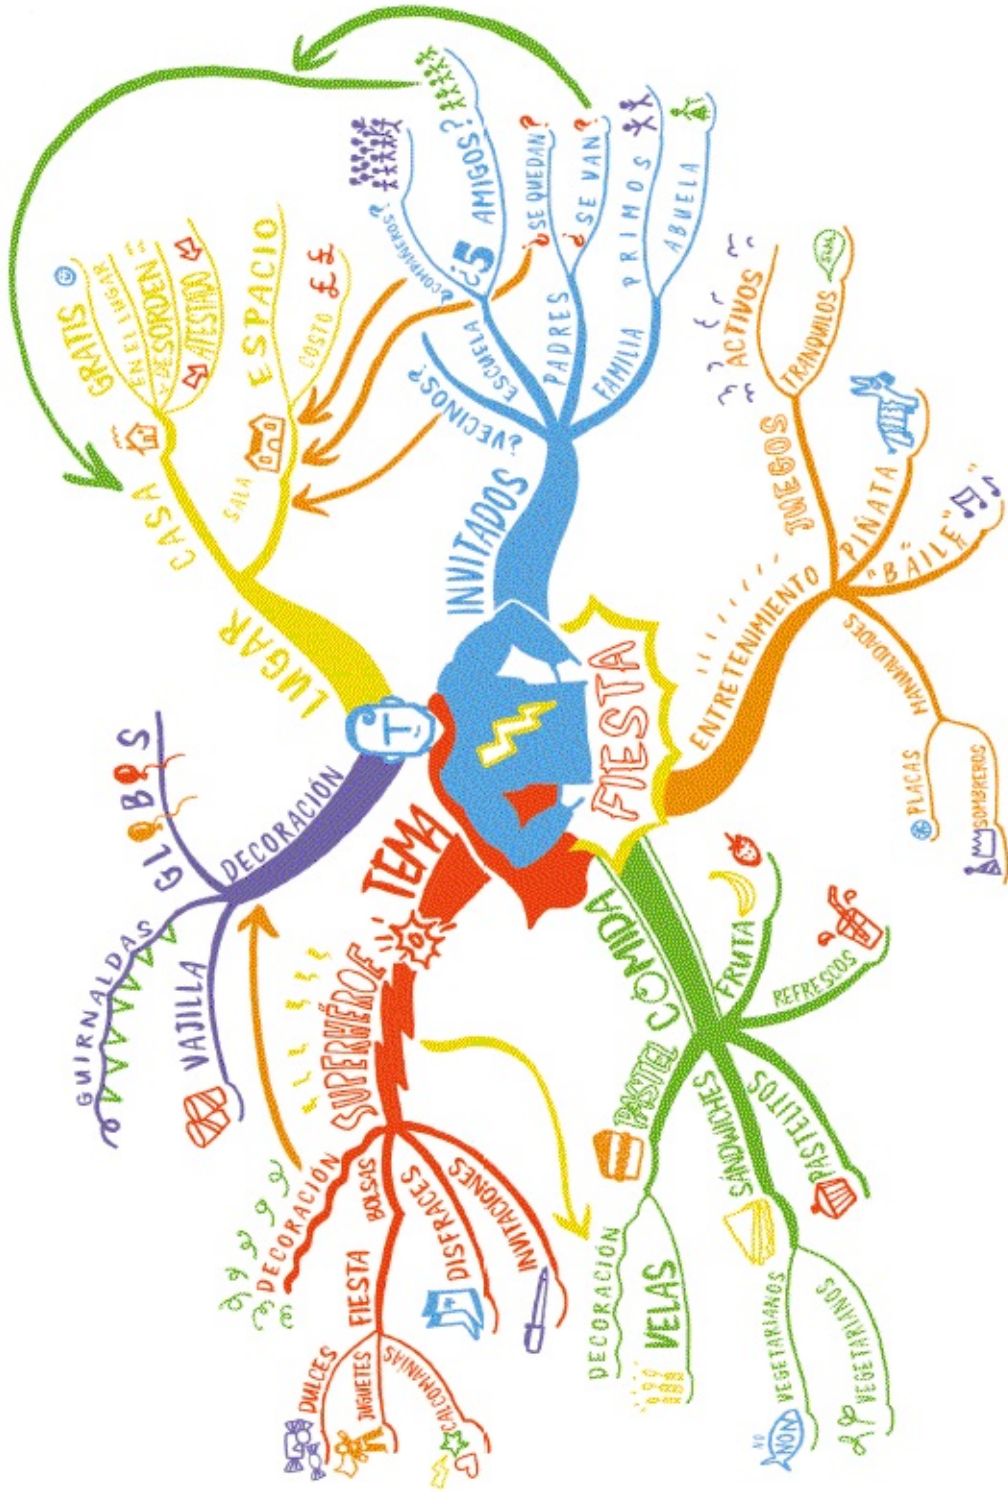 FIESTA
LUGAR
CASA
GRATIS
EN EL LUGAR
Y DESORDEN
ATESTADO
SALA
ESPACIO
COSTO
££
INVITADOS
¿VECINOS?
ESCUELA
¿COMPAÑEROS?
¿5 AMIGOS?
PADRES
¿SE QUEDAN?
¿SE VAN?
FAMILIA
PRIMOS
ABUELA
ENTRETENIMIENTO
JUEGOS
ACTIVOS
TRANQUILOS
PIÑATA
"BAILE"
MANUALIDADES
PLACAS
SOMBREROS
COMIDA
FRUTA
REFRESCOS
PASTELITOS
SÁNDWICHES
VEGETARIANOS
NO
NON
VEGETARIANOS
PASTEL
DECORACIÓN
VELAS
TEMA
SUPERHÉROE
INVITACIONES
DISFRACES
BOLSAS
FIESTA
DULCES
JUGUETES
CALCOMANÍAS
DECORACIÓN
DECORACIÓN
VAJILLA
GUIRNALDAS
GLOBOS